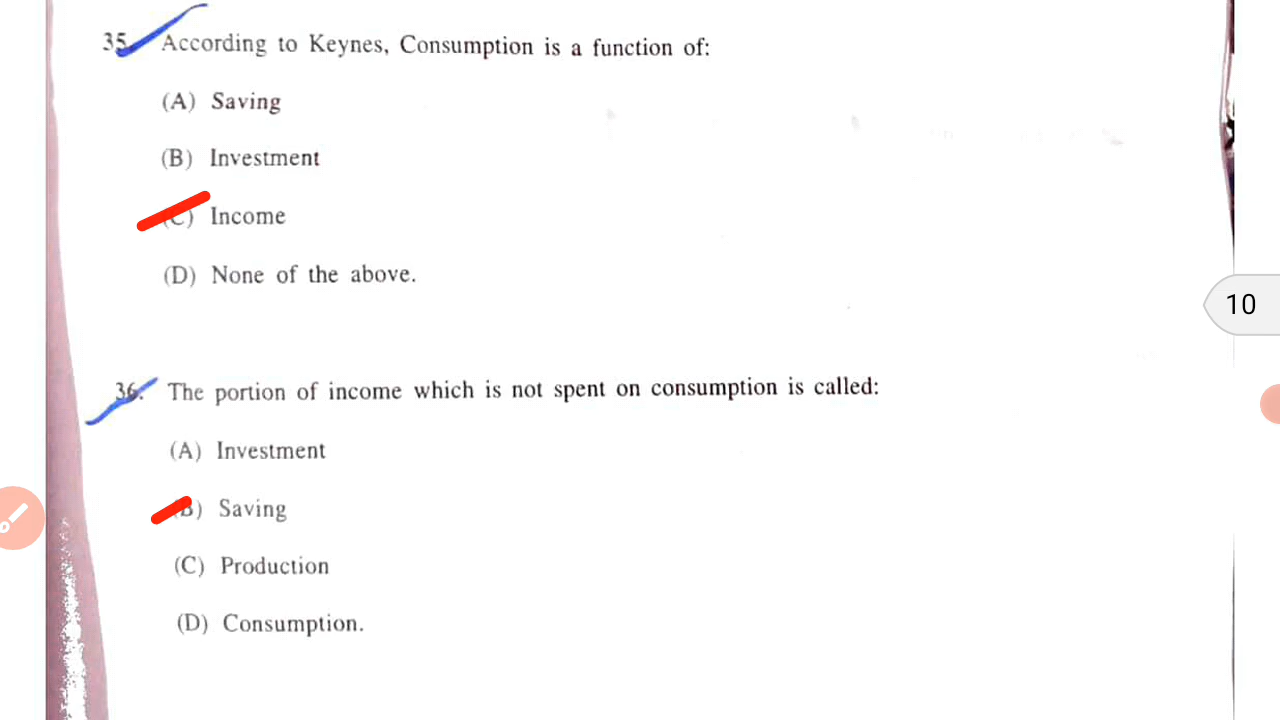 35. According to Keynes, Consumption is a function of:
(A) Saving
(B) Investment
(C) Income
(D) None of the above.
10
36. The portion of income which is not spent on consumption is called:
(A) Investment
(B) Saving
(C) Production
(D) Consumption.